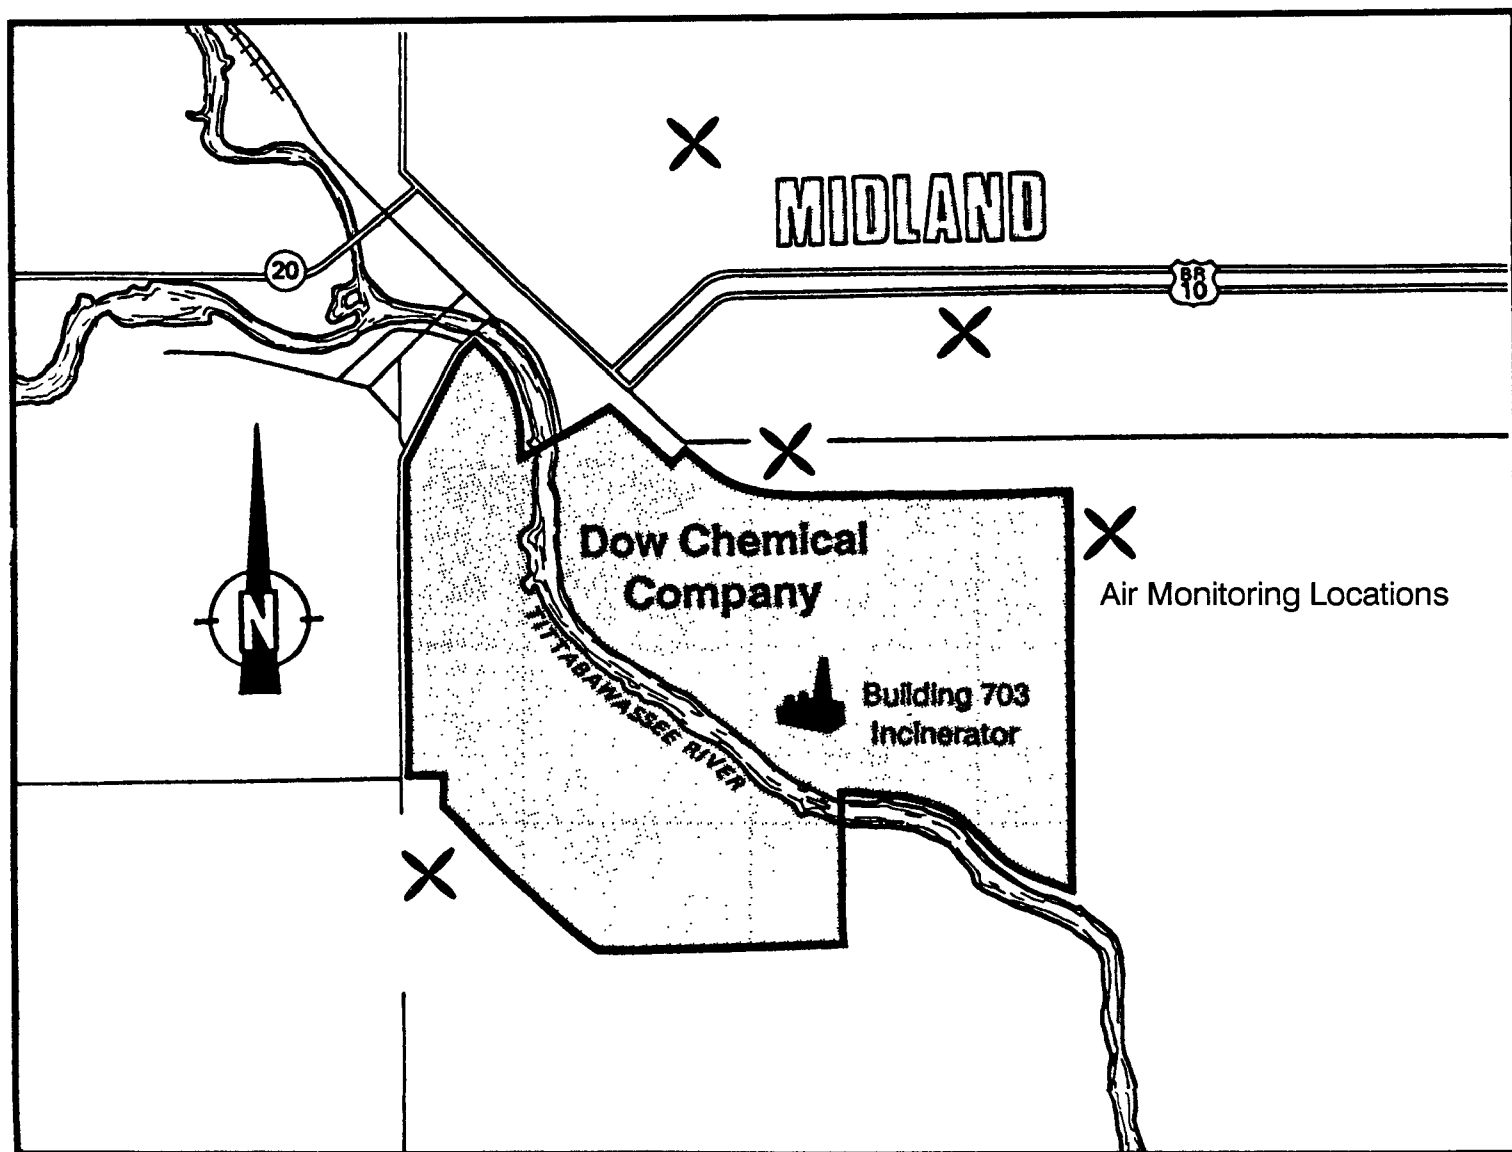 MIDLAND
20
BR
10
Dow Chemical
Company
Air Monitoring Locations
TITTABAWASSEE RIVER
Building 703
Incinerator
N